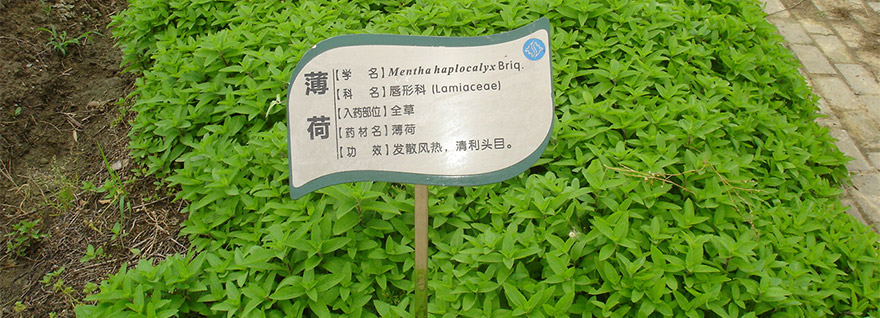 薄荷
【学 名】Mentha haplocalyx Briq.
【科 名】唇形科 (Lamiaceae)
【入药部位】全草
【药材名】薄荷
【功 效】发散风热，清利头目。